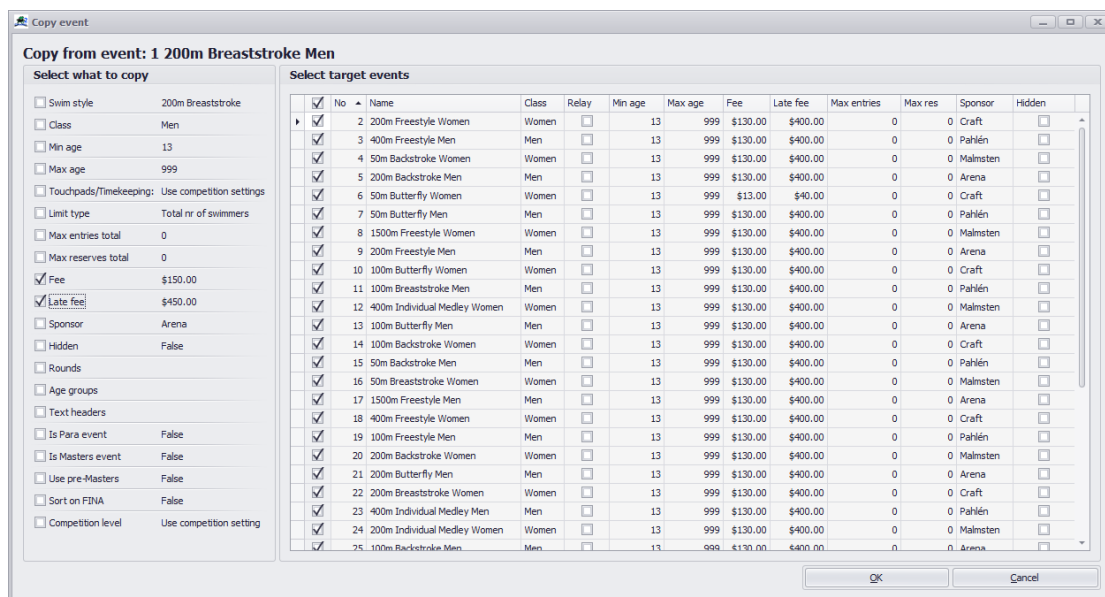 Copy event
Copy from event: 1 200m Breaststroke Men
Select what to copy
Swim style 200m Breaststroke
Class Men
Min age 13
Max age 999
Touchpads/Timekeeping: Use competition settings
Limit type Total nr of swimmers
Max entries total 0
Max reserves total 0
Fee $150.00
Late fee $450.00
Sponsor Arena
Hidden False
Rounds
Age groups
Text headers
Is Para event False
Is Masters event False
Use pre-Masters False
Sort on FINA False
Competition level Use competition setting
Select target events
No Name Class Relay Min age Max age Fee Late fee Max entries Max res Sponsor Hidden
2 200m Freestyle Women Women 13 999 $130.00 $400.00 0 0 Craft
3 400m Freestyle Men Men 13 999 $130.00 $400.00 0 0 Pahlén
4 50m Backstroke Women Women 13 999 $130.00 $400.00 0 0 Malmsten
5 200m Backstroke Men Men 13 999 $130.00 $400.00 0 0 Arena
6 50m Butterfly Women Women 13 999 $13.00 $40.00 0 0 Craft
7 50m Butterfly Men Men 13 999 $130.00 $400.00 0 0 Pahlén
8 1500m Freestyle Women Women 13 999 $130.00 $400.00 0 0 Malmsten
9 200m Freestyle Men Men 13 999 $130.00 $400.00 0 0 Arena
10 100m Butterfly Women Women 13 999 $130.00 $400.00 0 0 Craft
11 100m Breaststroke Men Men 13 999 $130.00 $400.00 0 0 Pahlén
12 400m Individual Medley Women Women 13 999 $130.00 $400.00 0 0 Malmsten
13 100m Butterfly Men Men 13 999 $130.00 $400.00 0 0 Arena
14 100m Backstroke Women Women 13 999 $130.00 $400.00 0 0 Craft
15 50m Backstroke Men Men 13 999 $130.00 $400.00 0 0 Pahlén
16 50m Breaststroke Women Women 13 999 $130.00 $400.00 0 0 Malmsten
17 1500m Freestyle Men Men 13 999 $130.00 $400.00 0 0 Arena
18 400m Freestyle Women Women 13 999 $130.00 $400.00 0 0 Craft
19 100m Freestyle Men Men 13 999 $130.00 $400.00 0 0 Pahlén
20 200m Backstroke Women Women 13 999 $130.00 $400.00 0 0 Malmsten
21 200m Butterfly Men Men 13 999 $130.00 $400.00 0 0 Arena
22 200m Breaststroke Women Women 13 999 $130.00 $400.00 0 0 Craft
23 400m Individual Medley Men Men 13 999 $130.00 $400.00 0 0 Pahlén
24 200m Individual Medley Women Women 13 999 $130.00 $400.00 0 0 Malmsten
25 100m Backstroke Men Men 13 999 $130.00 $400.00 0 0 Arena
OK Cancel